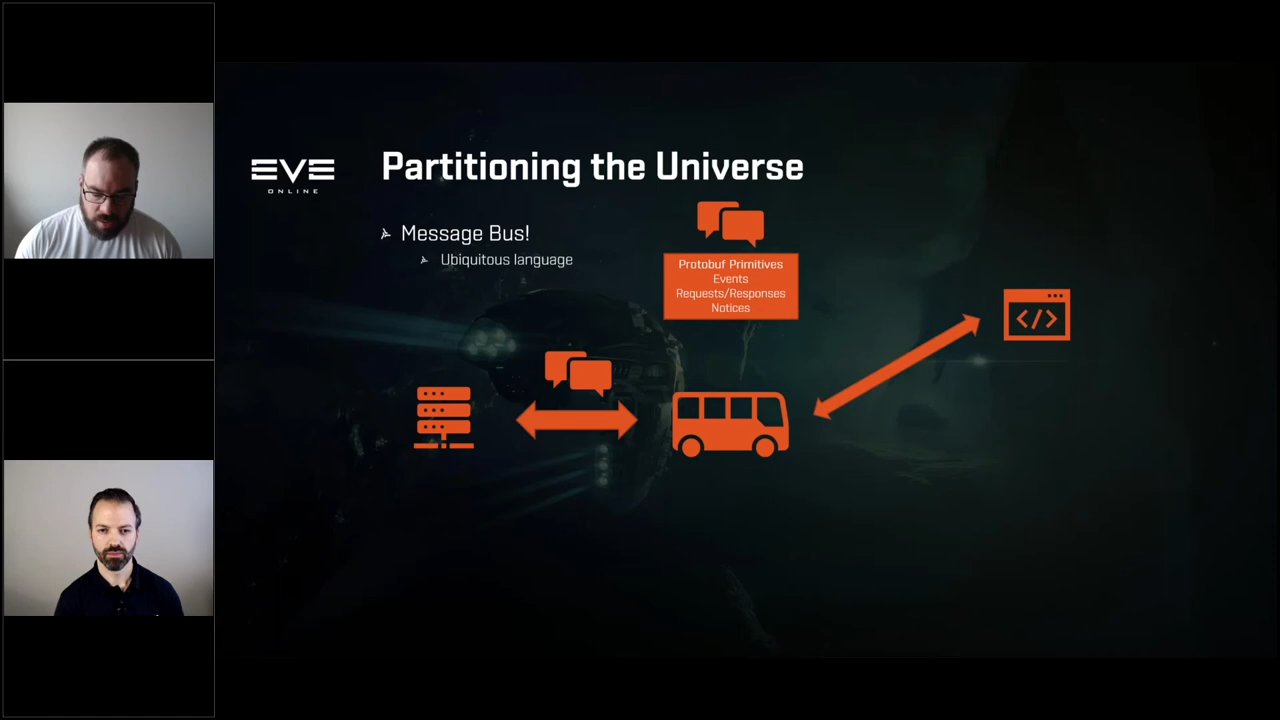 EVE
ONLINE
Partitioning the Universe
Message Bus!
Ubiquitous language
Protobuf Primitives
Events
Requests/Responses
Notices
</>